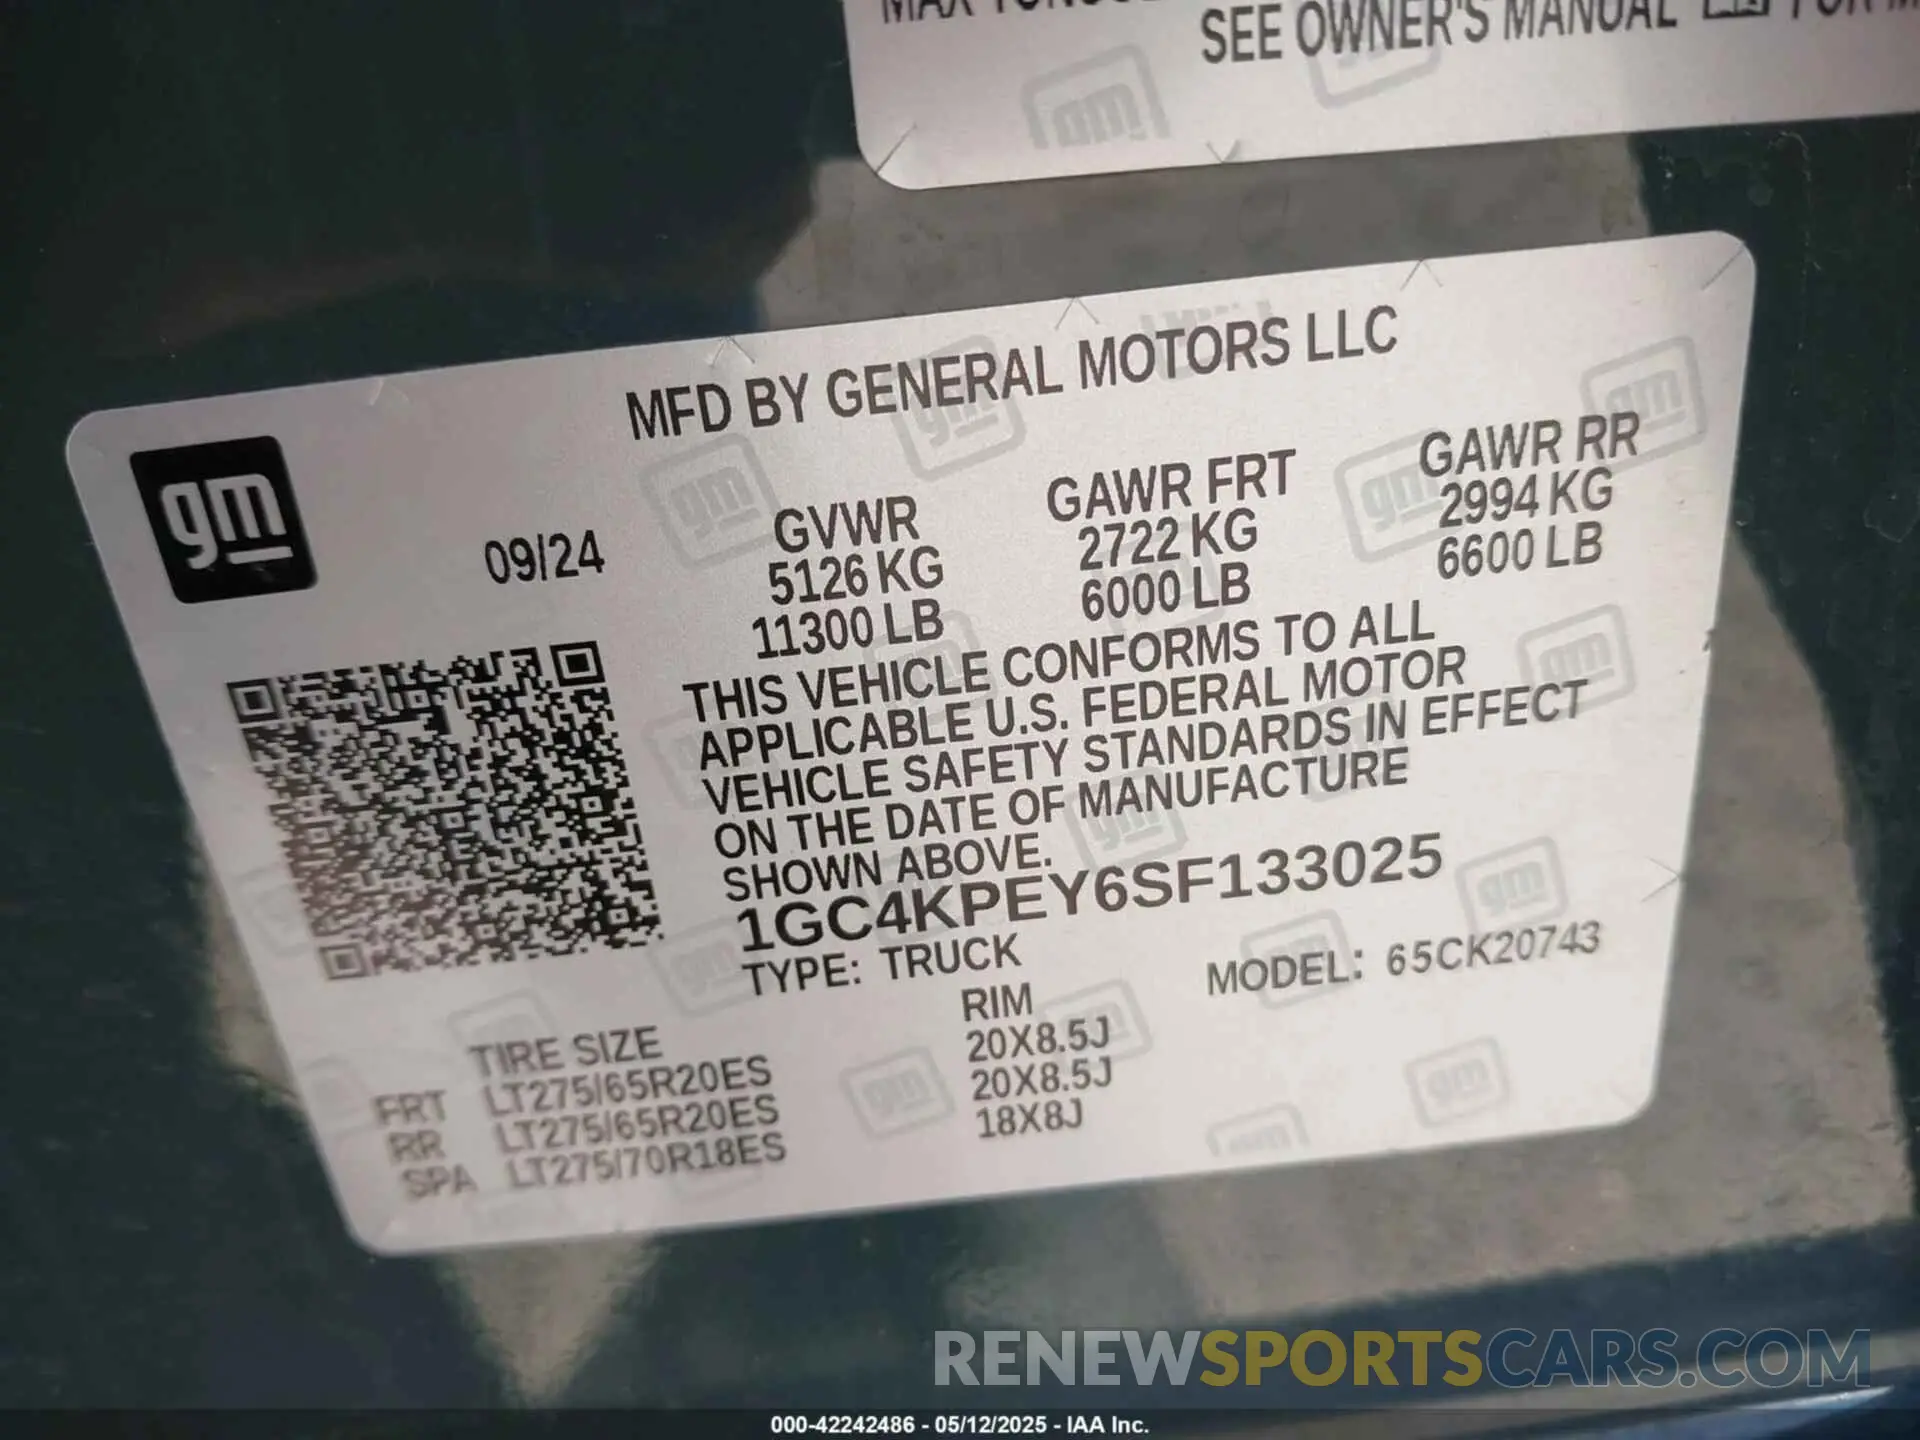 SEE OWNER'S MANUAL
gm
MFD BY GENERAL MOTORS LLC
gm
09/24
GVWR
5126 KG
11300 LB
GAWR FRT
2722 KG
6000 LB
GAWR RR
2994 KG
6600 LB
THIS VEHICLE CONFORMS TO ALL
APPLICABLE U.S. FEDERAL MOTOR
VEHICLE SAFETY STANDARDS IN EFFECT
ON THE DATE OF MANUFACTURE
SHOWN ABOVE.
1GC4KPEY6SF133025
TYPE: TRUCK
MODEL: 65CK20743
TIRE SIZE
RIM
FRT LT275/65R20ES 20X8.5J
RR LT275/65R20ES 20X8.5J
SPA LT275/70R18ES 18X8J
RENEWSPORTSCARS.COM
000-42242486 - 05/12/2025 - IAA Inc.